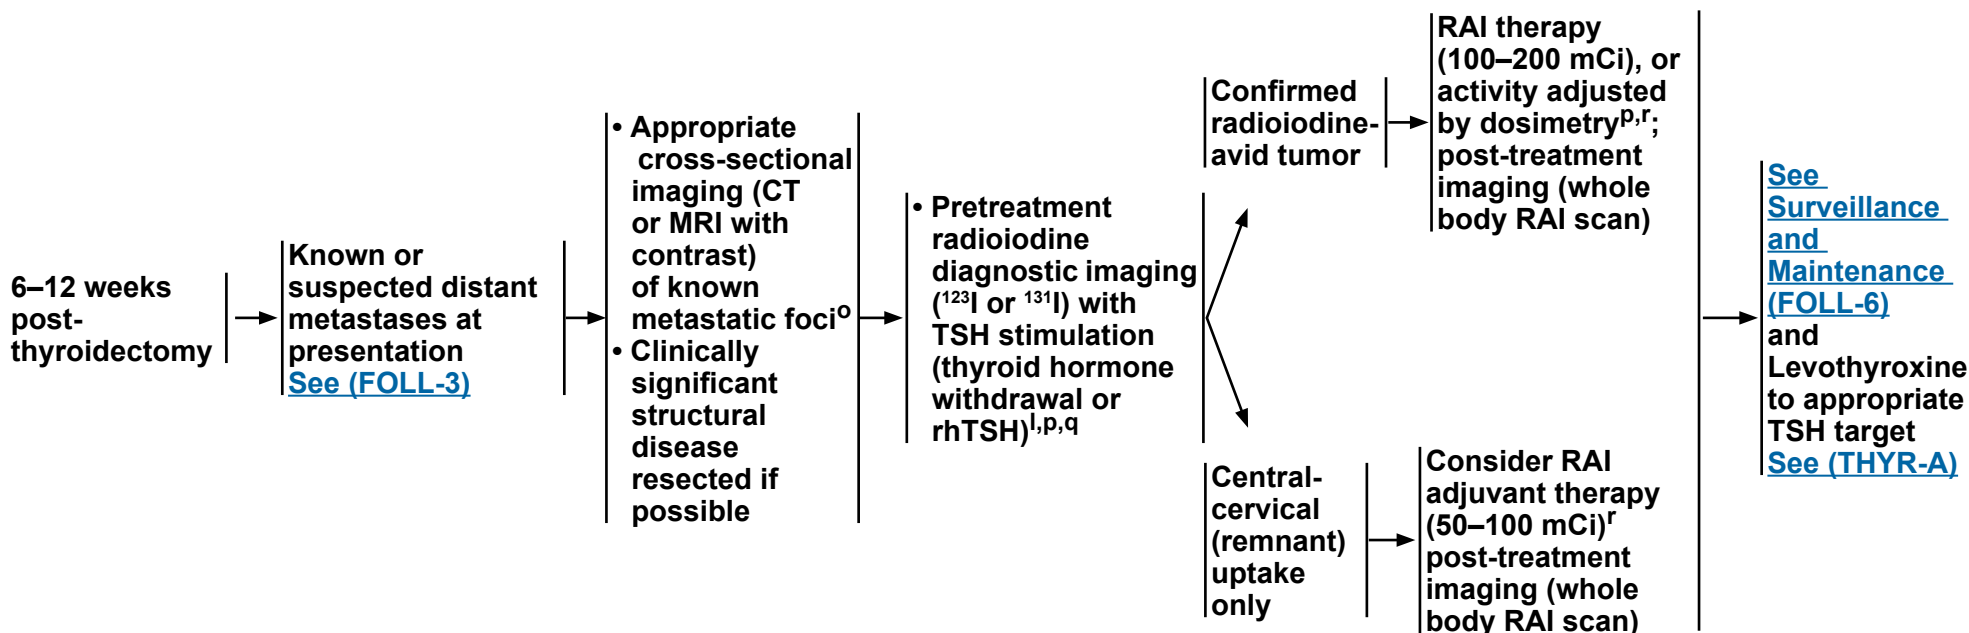 6–12 weeks
post-
thyroidectomy
Known or
suspected distant
metastases at
presentation
See (FOLL-3)
• Appropriate
cross-sectional
imaging (CT
or MRI with
contrast)
of known
metastatic fociᵒ
• Clinically
significant
structural
disease
resected if
possible
• Pretreatment
radioiodine
diagnostic imaging
(¹²³I or ¹³¹I) with
TSH stimulation
(thyroid hormone
withdrawal or
rhTSH)l,p,q
Confirmed
radioiodine-
avid tumor
RAI therapy
(100–200 mCi), or
activity adjusted
by dosimetryp,r;
post-treatment
imaging (whole
body RAI scan)
Central-
cervical
(remnant)
uptake
only
Consider RAI
adjuvant therapy
(50–100 mCi)r
post-treatment
imaging (whole
body RAI scan)
See
Surveillance
and
Maintenance
(FOLL-6)
and
Levothyroxine
to appropriate
TSH target
See (THYR-A)